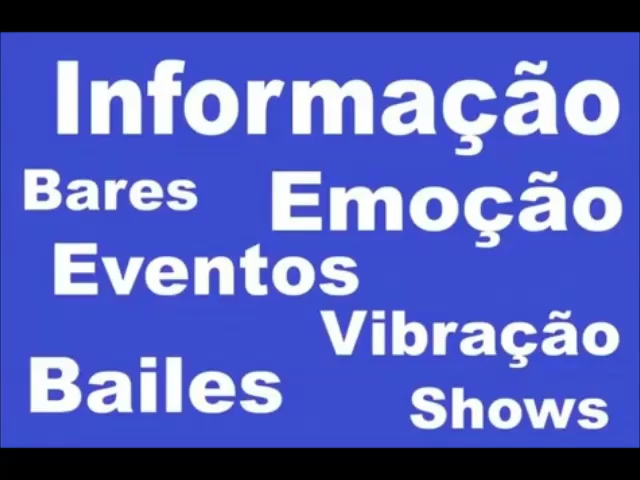 Informação
Bares
Emoção
Eventos
Vibração
Bailes
Shows